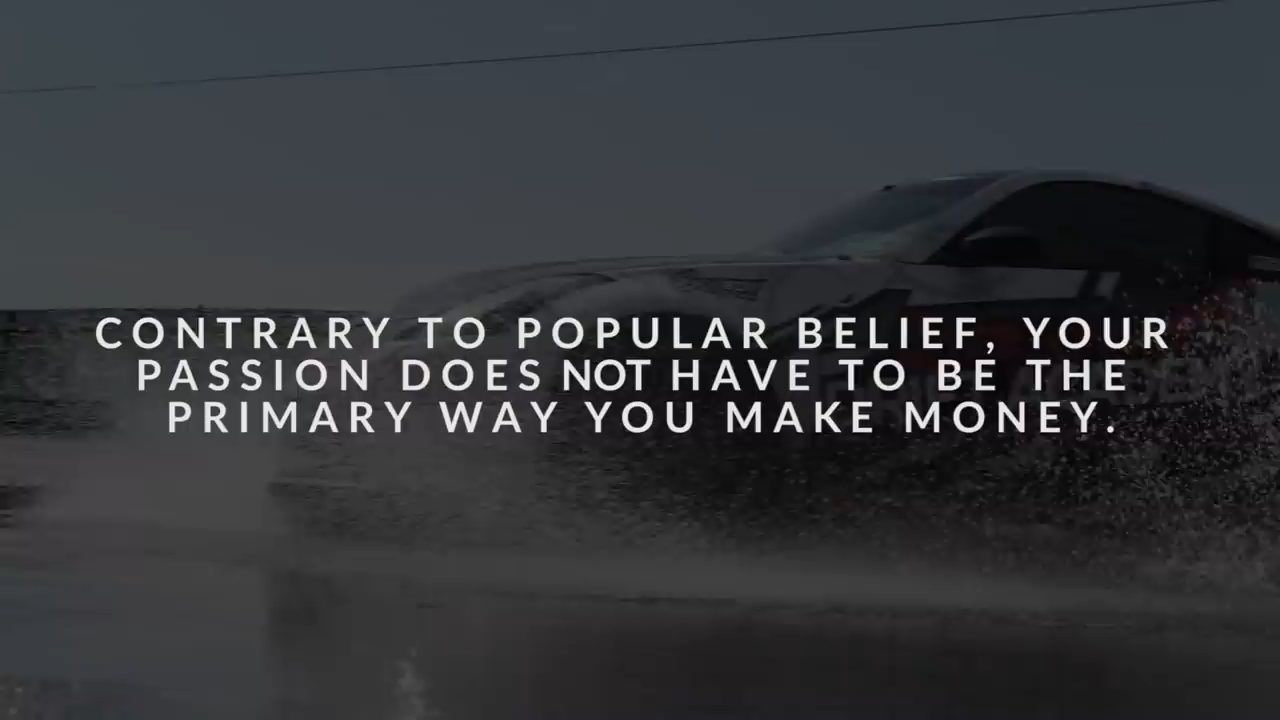 CONTRARY TO POPULAR BELIEF, YOUR
PASSION DOES NOT HAVE TO BE THE
PRIMARY WAY YOU MAKE MONEY.